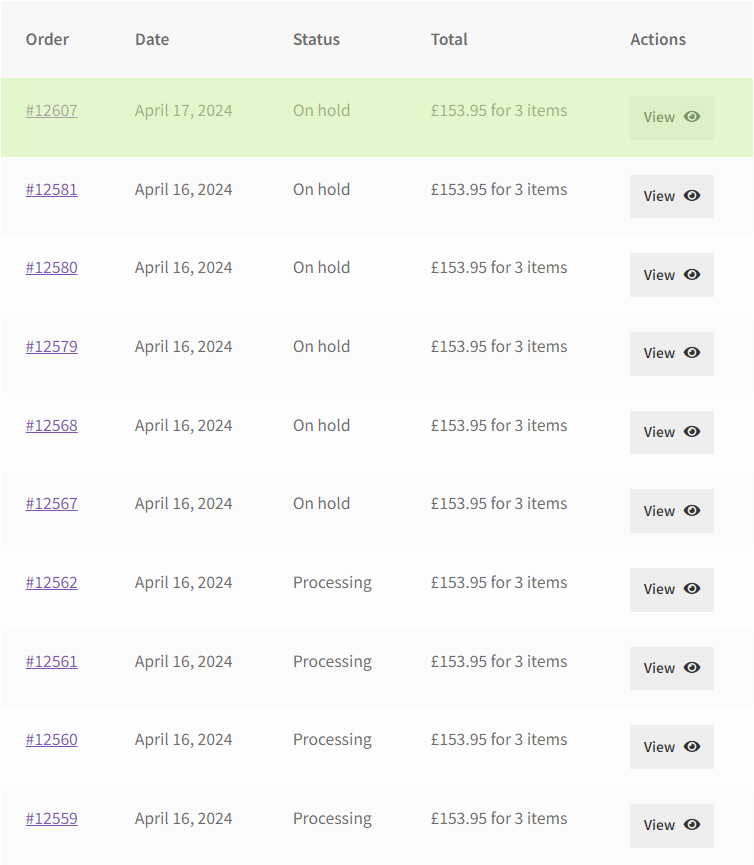 Order Date Status Total Actions
#12607 April 17, 2024 On hold £153.95 for 3 items View
#12581 April 16, 2024 On hold £153.95 for 3 items View
#12580 April 16, 2024 On hold £153.95 for 3 items View
#12579 April 16, 2024 On hold £153.95 for 3 items View
#12568 April 16, 2024 On hold £153.95 for 3 items View
#12567 April 16, 2024 On hold £153.95 for 3 items View
#12562 April 16, 2024 Processing £153.95 for 3 items View
#12561 April 16, 2024 Processing £153.95 for 3 items View
#12560 April 16, 2024 Processing £153.95 for 3 items View
#12559 April 16, 2024 Processing £153.95 for 3 items View